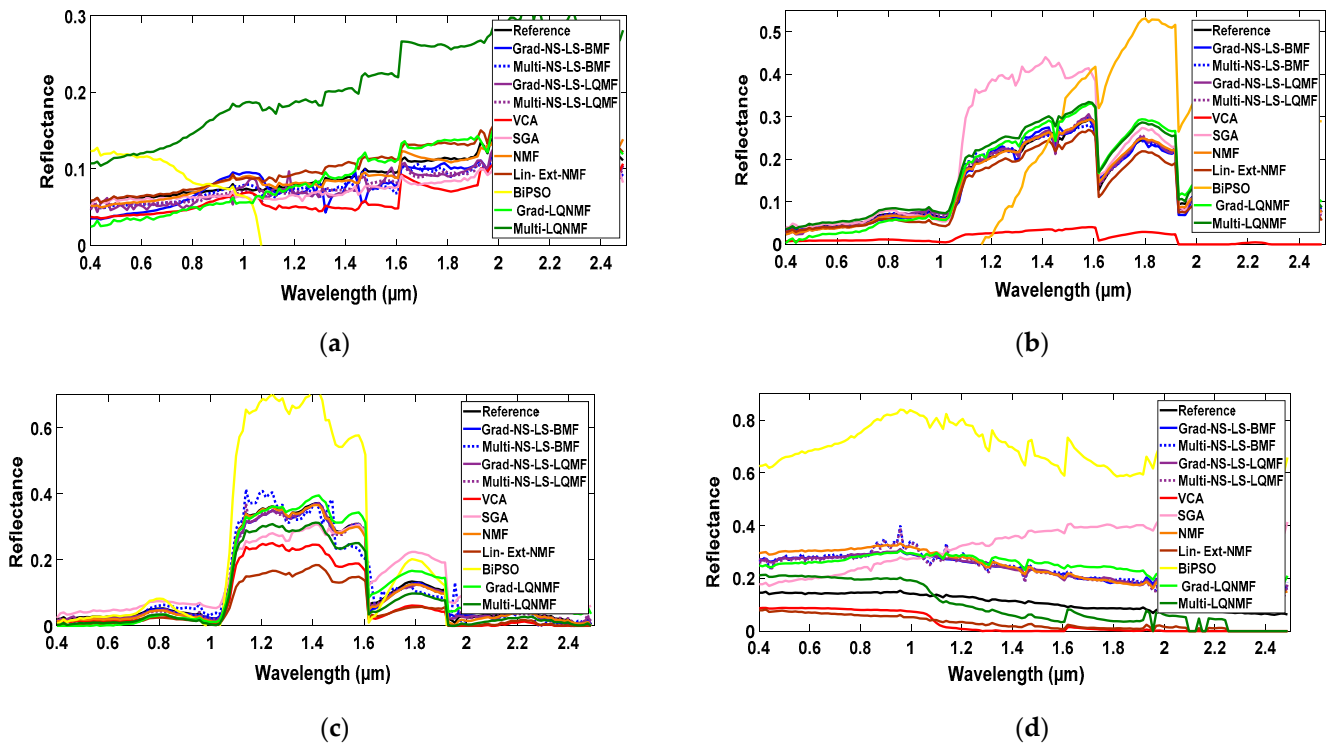 0.3
0.2
0.1
0
Reflectance
0.4
0.6
0.8
1
1.2
1.4
1.6
1.8
2
2.2
2.4
Wavelength (µm)
Reference
Grad-NS-LS-BMF
Multi-NS-LS-BMF
Grad-NS-LS-LQMF
Multi-NS-LS-LQMF
VCA
SGA
NMF
Lin- Ext-NMF
BiPSO
Grad-LQNMF
Multi-LQNMF
(a)
0.5
0.4
0.3
0.2
0.1
0
Reflectance
0.4
0.6
0.8
1
1.2
1.4
1.6
1.8
2
2.2
2.4
Wavelength (µm)
Reference
Grad-NS-LS-BMF
Multi-NS-LS-BMF
Grad-NS-LS-LQMF
Multi-NS-LS-LQMF
VCA
SGA
NMF
Lin- Ext-NMF
BiPSO
Grad-LQNMF
Multi-LQNMF
(b)
0.6
0.4
0.2
0
Reflectance
0.4
0.6
0.8
1
1.2
1.4
1.6
1.8
2
2.2
2.4
Wavelength (µm)
Reference
Grad-NS-LS-BMF
Multi-NS-LS-BMF
Grad-NS-LS-LQMF
Multi-NS-LS-LQMF
VCA
SGA
NMF
Lin- Ext-NMF
BiPSO
Grad-LQNMF
Multi-LQNMF
(c)
0.8
0.6
0.4
0.2
0
Reflectance
0.4
0.6
0.8
1
1.2
1.4
1.6
1.8
2
2.2
2.4
Wavelength (µm)
Reference
Grad-NS-LS-BMF
Multi-NS-LS-BMF
Grad-NS-LS-LQMF
Multi-NS-LS-LQMF
VCA
SGA
NMF
Lin- Ext-NMF
BiPSO
Grad-LQNMF
Multi-LQNMF
(d)